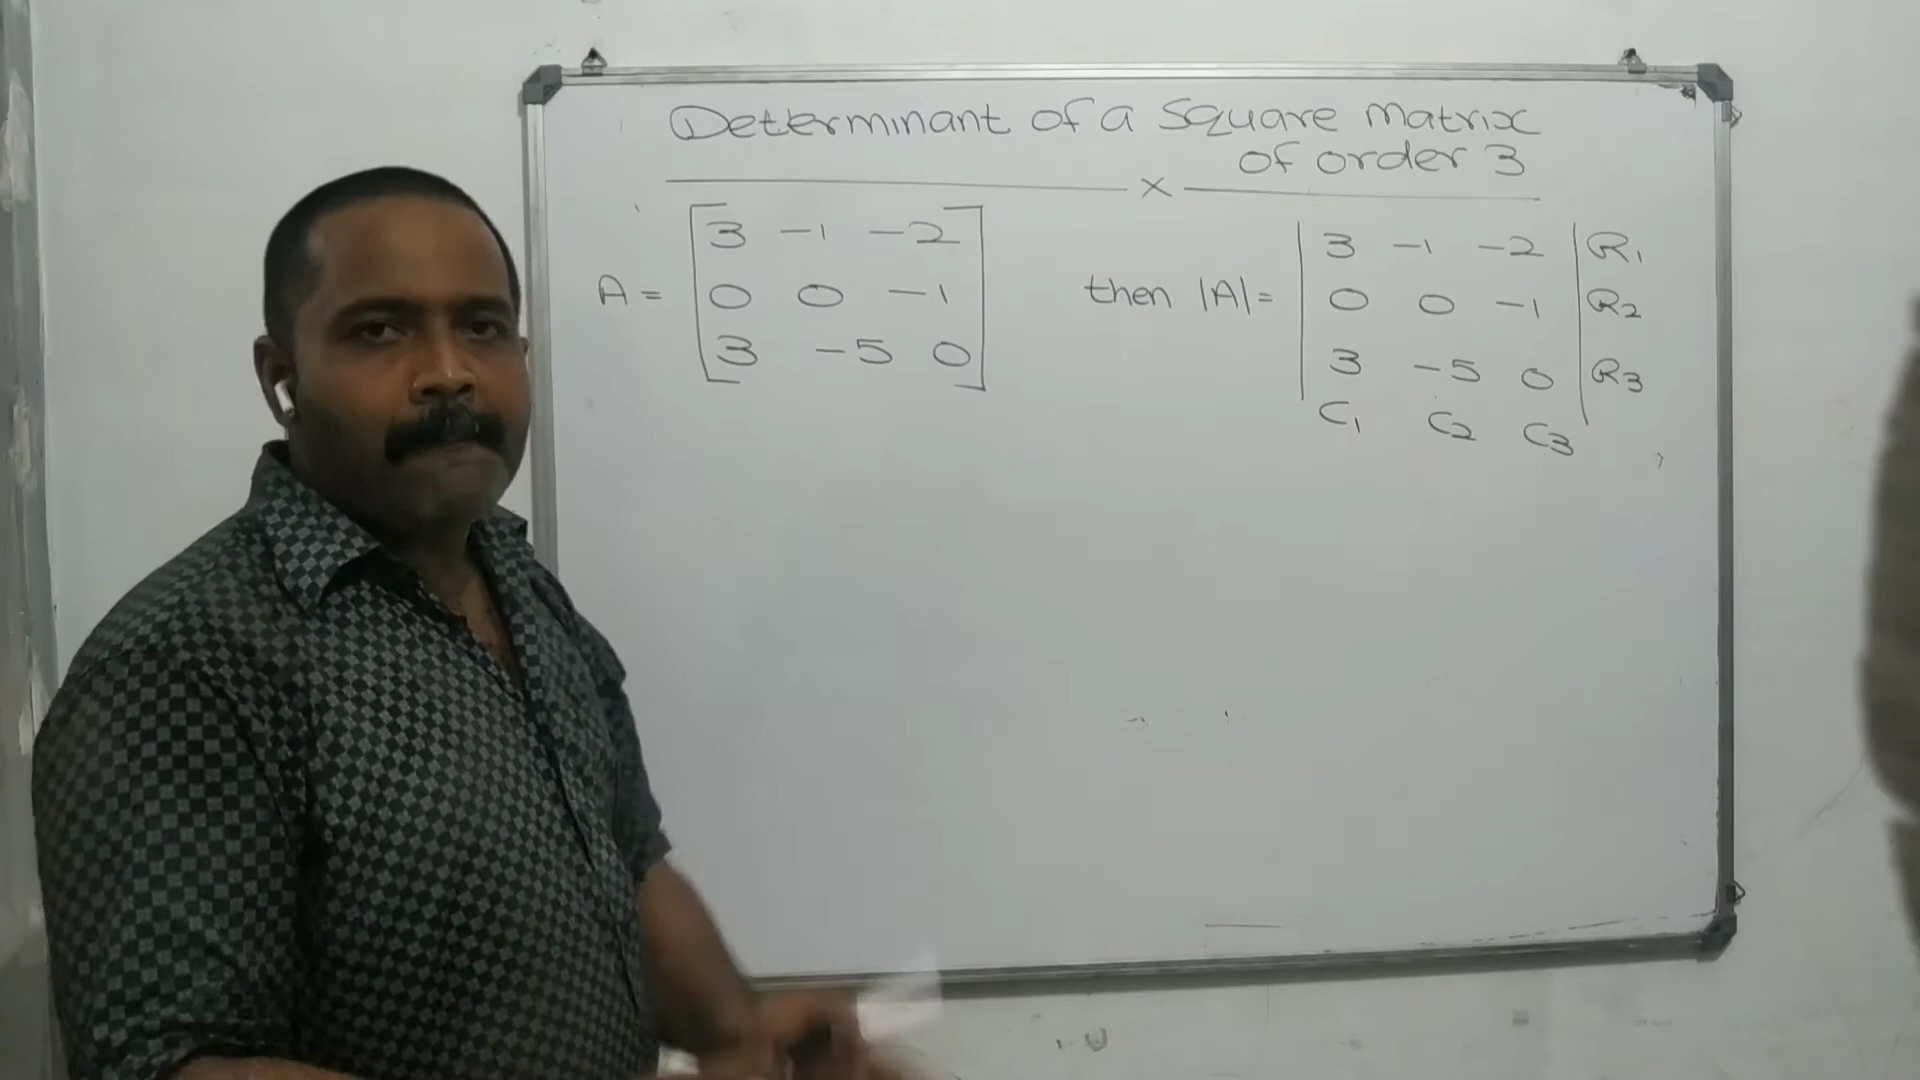 Determinant of a square matrix
of order 3
x
A = [3 -1 -2
0 0 -1
3 -5 0]
then |A| = |3 -1 -2| R1
0 0 -1 R2
3 -5 0 R3
C1 C2 C3